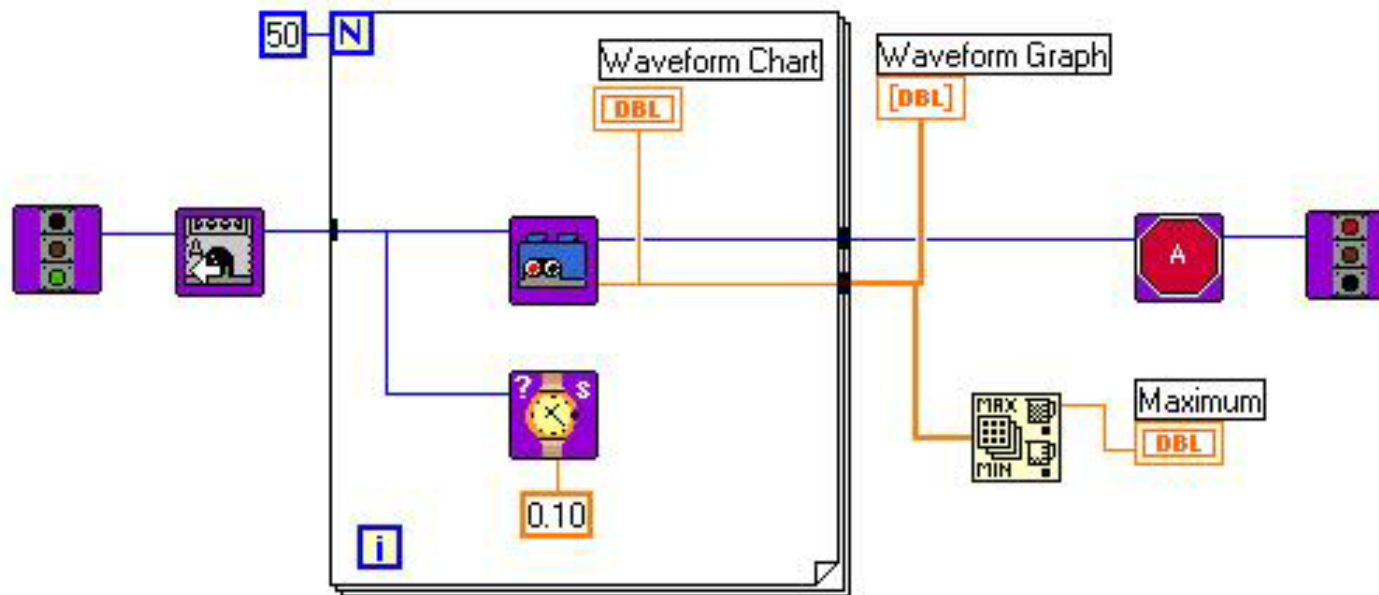 50
N
Waveform Chart
DBL
Waveform Graph
[DBL]
A
A
? s
0.10
i
MAX
MIN
Maximum
DBL